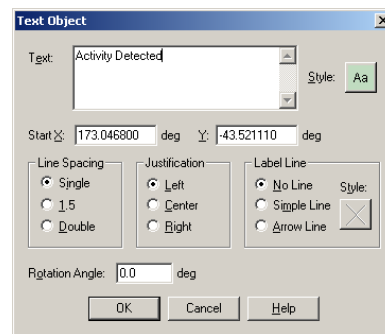 Text Object
Text: Activity Detected
Style: Aa
Start X: 173.046800 deg Y: -43.521110 deg
Line Spacing
Single
1.5
Double
Justification
Left
Center
Right
Label Line
No Line
Simple Line
Arrow Line
Style:
Rotation Angle: 0.0 deg
OK Cancel Help